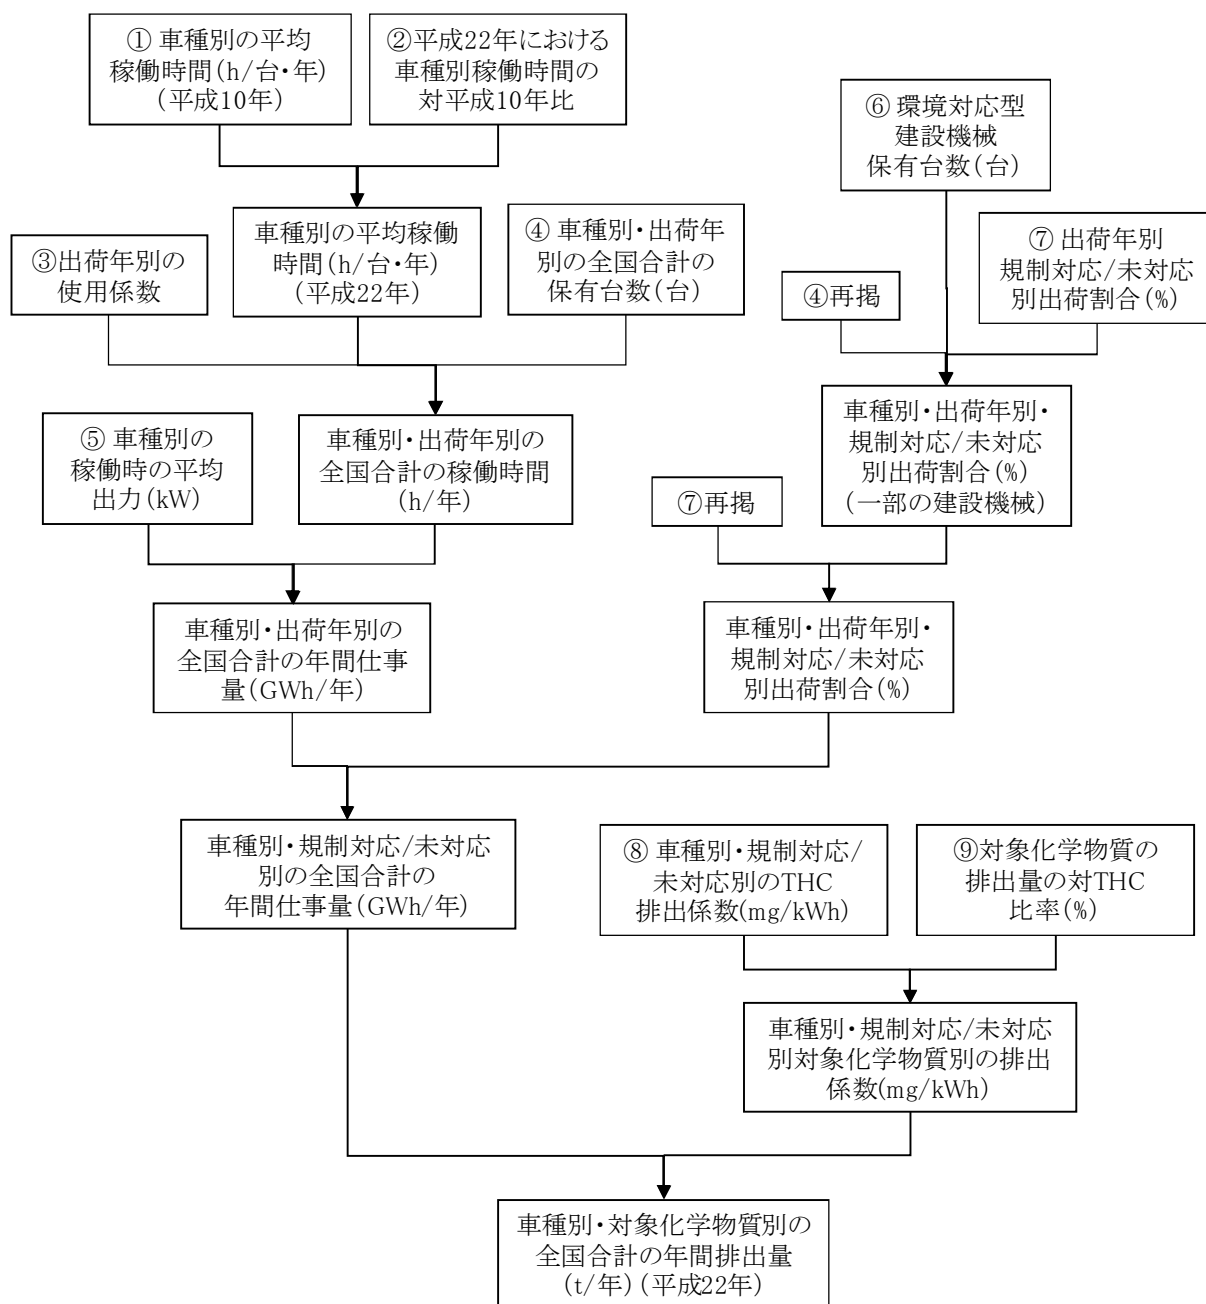 ① 車種別の平均
稼働時間(h/台・年)
(平成10年)
②平成22年における
車種別稼働時間の
対平成10年比
⑥ 環境対応型
建設機械
保有台数(台)
③出荷年別の
使用係数
車種別の平均稼働
時間(h/台・年)
(平成22年)
④ 車種別・出荷年
別の全国合計の
保有台数(台)
④再掲
⑦ 出荷年別
規制対応/未対応
別出荷割合(%)
⑤ 車種別の
稼働時の平均
出力(kW)
車種別・出荷年別の
全国合計の稼働時間
(h/年)
⑦再掲
車種別・出荷年別・
規制対応/未対応
別出荷割合(%)
(一部の建設機械)
車種別・出荷年別の
全国合計の年間仕事
量(GWh/年)
車種別・出荷年別・
規制対応/未対応
別出荷割合(%)
車種別・規制対応/未対応
別の全国合計の
年間仕事量(GWh/年)
⑧ 車種別・規制対応/
未対応別のTHC
排出係数(mg/kWh)
⑨対象化学物質の
排出量の対THC
比率(%)
車種別・規制対応/未対応
別対象化学物質別の排出
係数(mg/kWh)
車種別・対象化学物質別の
全国合計の年間排出量
(t/年)(平成22年)